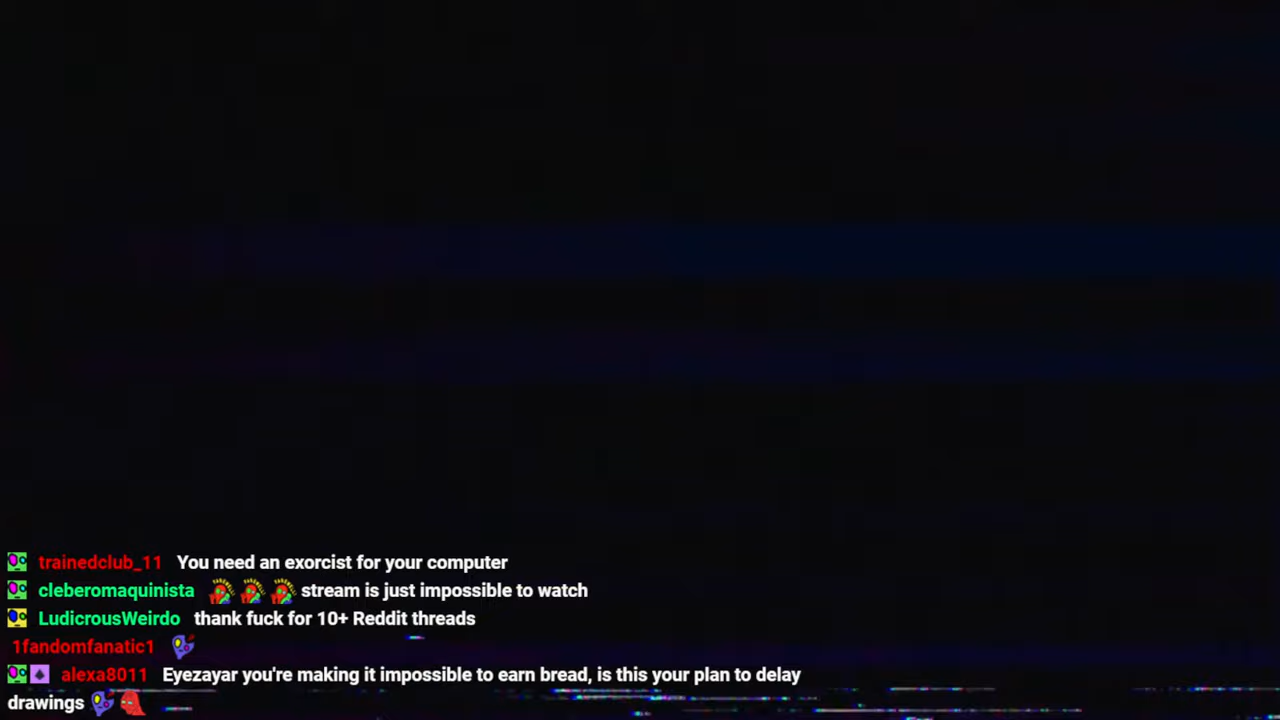 trainedclub_11 You need an exorcist for your computer
cleberomaquinista stream is just impossible to watch
LudicrousWeirdo thank fuck for 10+ Reddit threads
1fandomfanatic1
alexa8011 Eyezayar you're making it impossible to earn bread, is this your plan to delay
drawings